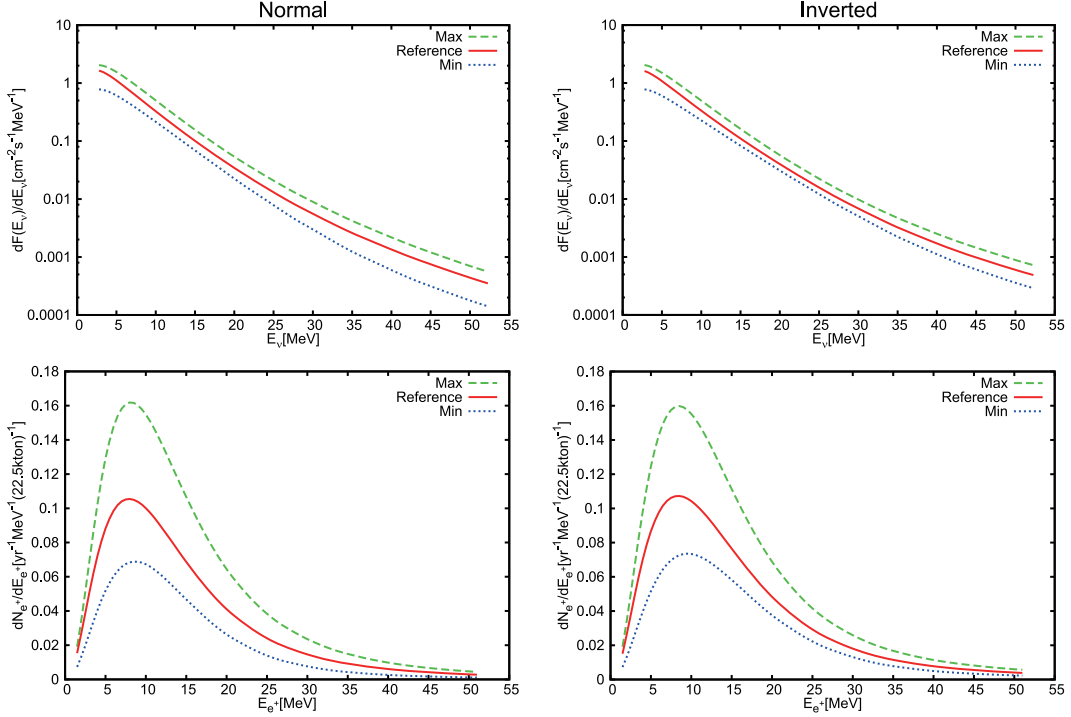 Normal
10
1
0.1
0.01
0.001
0.0001
dF(Eν)/dEν[cm-2s-1MeV-1]
Max
Reference
Min
0 5 10 15 20 25 30 35 40 45 50 55
Eν[MeV]
Inverted
10
1
0.1
0.01
0.001
0.0001
dF(Eν)/dEν[cm-2s-1MeV-1]
Max
Reference
Min
0 5 10 15 20 25 30 35 40 45 50 55
Eν[MeV]
0.18
0.16
0.14
0.12
0.1
0.08
0.06
0.04
0.02
0
dNe+/dEe+[yr-1MeV-1(22.5kton)-1]
Max
Reference
Min
0 5 10 15 20 25 30 35 40 45 50 55
Ee+[MeV]
0.18
0.16
0.14
0.12
0.1
0.08
0.06
0.04
0.02
0
dNe+/dEe+[yr-1MeV-1(22.5kton)-1]
Max
Reference
Min
0 5 10 15 20 25 30 35 40 45 50 55
Ee+[MeV]